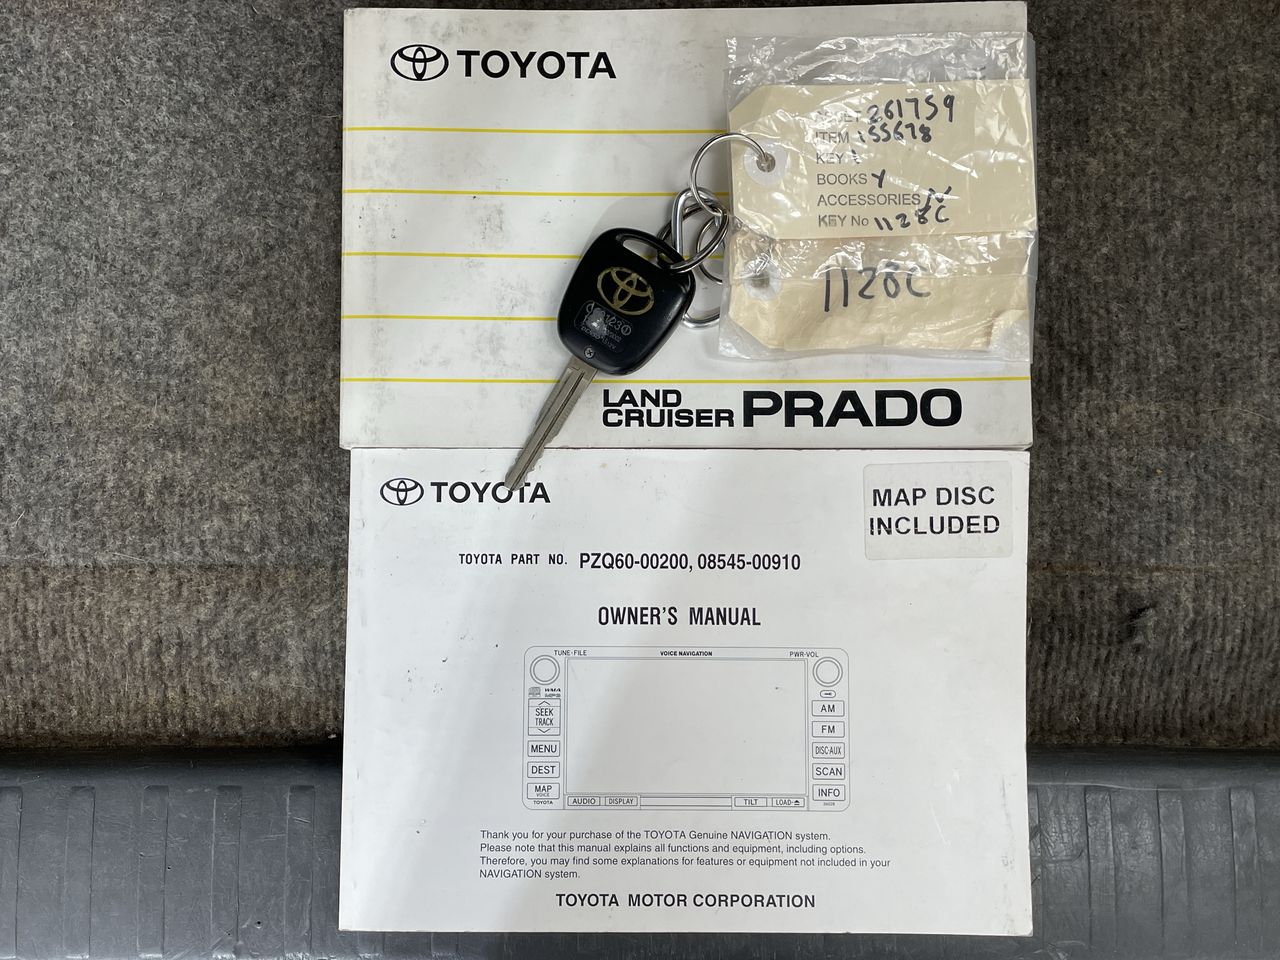 TOYOTA
261759
ITEM 155678
KEY 1
BOOKS Y
ACCESSORIES N
KEY No 1128C
1128C
LAND
CRUISER PRADO
TOYOTA
MAP DISC
INCLUDED
TOYOTA PART NO. PZQ60-00200, 08545-00910
OWNER'S MANUAL
TUNE·FILE VOICE NAVIGATION PWR·VOL
WMA
MP3
SEEK
TRACK
MENU
DEST
MAP
VOICE
TOYOTA
AM
FM
DISC·AUX
SCAN
INFO
AUDIO DISPLAY TILT LOAD
Thank you for your purchase of the TOYOTA Genuine NAVIGATION system.
Please note that this manual explains all functions and equipment, including options.
Therefore, you may find some explanations for features or equipment not included in your
NAVIGATION system.
TOYOTA MOTOR CORPORATION